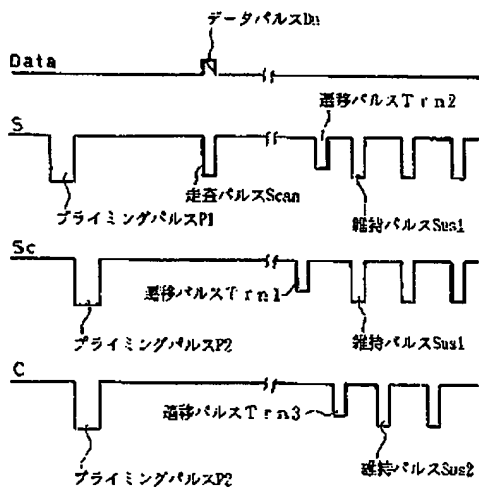 データパルスDa
Data
遷移パルスTrn2
S
走査パルスScan
プライミングパルスP1
維持パルスSus1
Sc
遷移パルスTrn1
プライミングパルスP2
維持パルスSus1
C
遷移パルスTrn3
プライミングパルスP2
維持パルスSus2